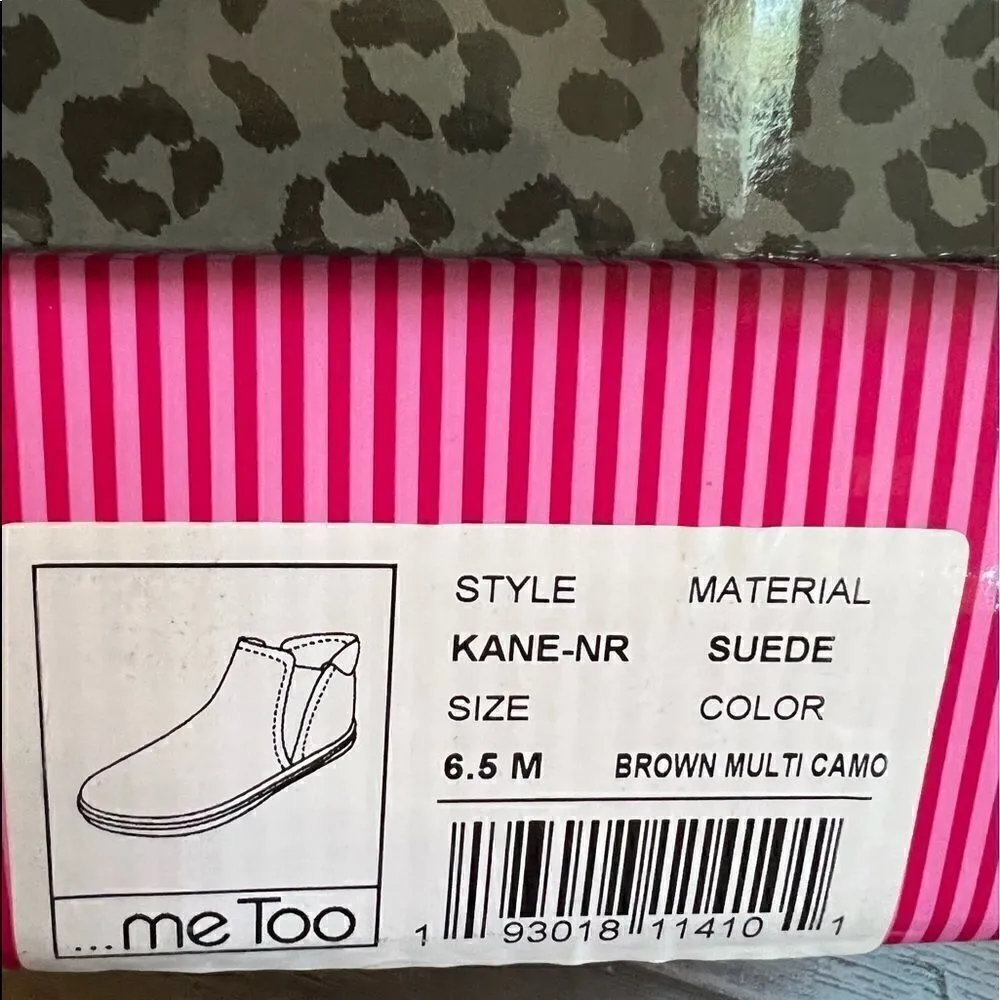 STYLE MATERIAL
KANE-NR SUEDE
SIZE COLOR
6.5 M BROWN MULTI CAMO
...me Too
1 93018 11410 1